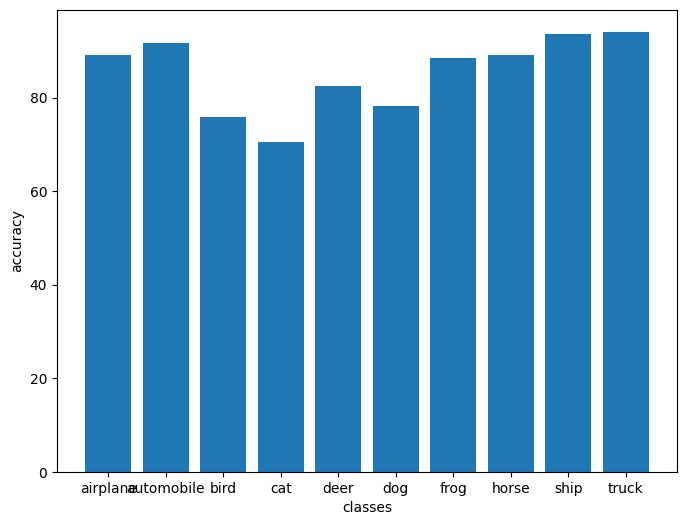 accuracy
80
60
40
20
0
airplane automobile bird cat deer dog frog horse ship truck
classes